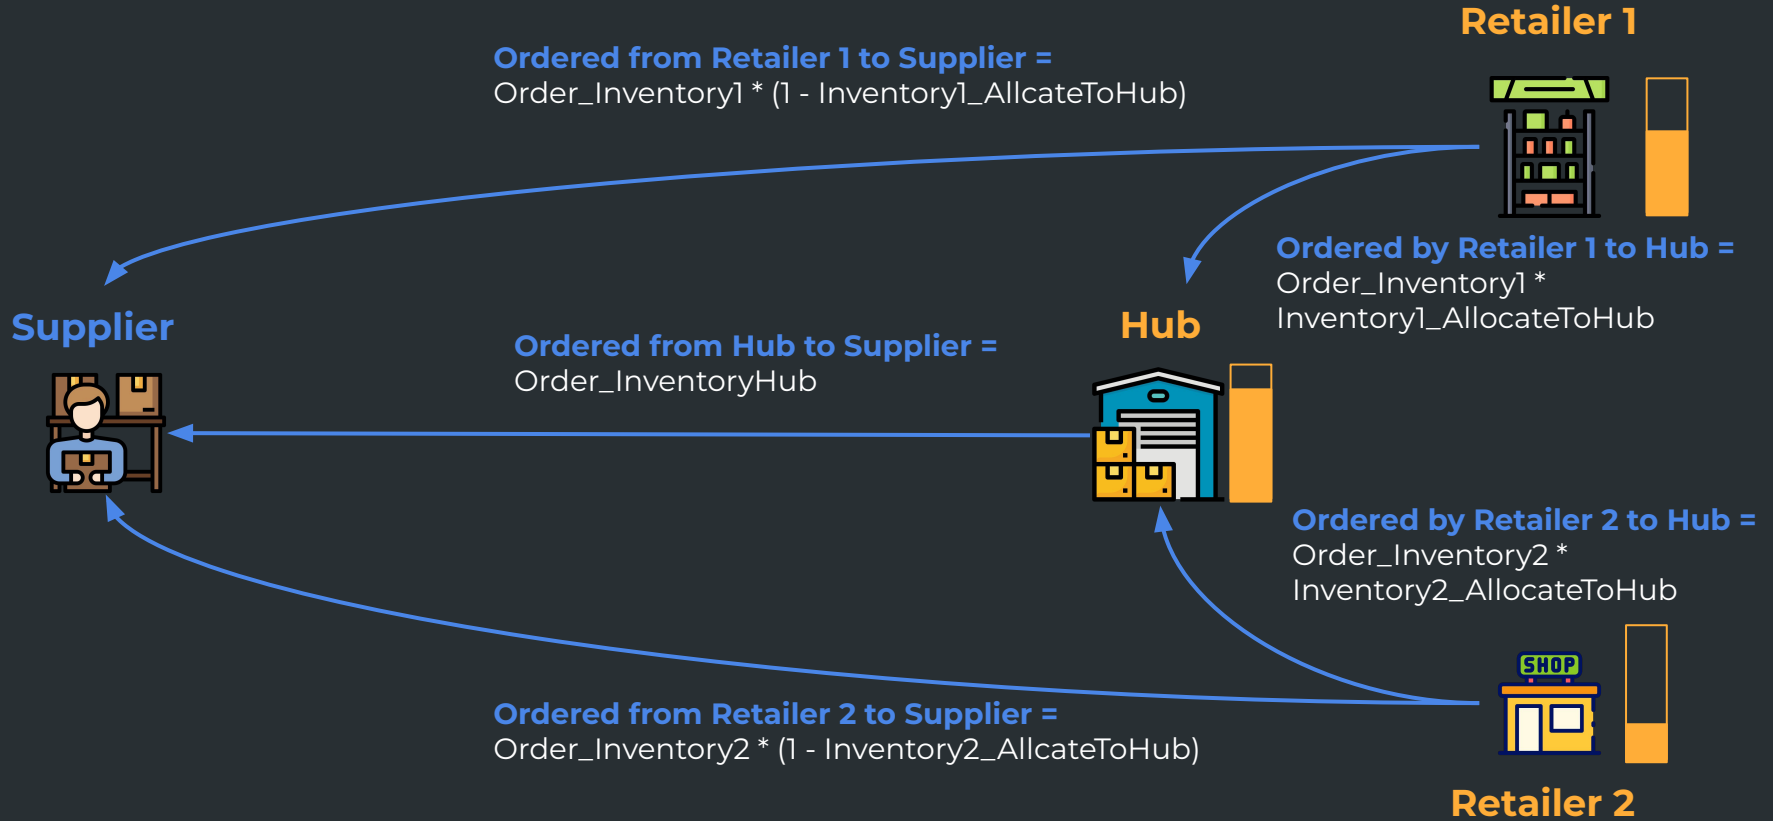 Retailer 1
Ordered from Retailer 1 to Supplier =
Order_Inventory1 * (1 - Inventory1_AllcateToHub)
Ordered by Retailer 1 to Hub =
Order_Inventory1 *
Inventory1_AllocateToHub
Supplier
Hub
Ordered from Hub to Supplier =
Order_InventoryHub
Ordered by Retailer 2 to Hub =
Order_Inventory2 *
Inventory2_AllocateToHub
SHOP
Ordered from Retailer 2 to Supplier =
Order_Inventory2 * (1 - Inventory2_AllcateToHub)
Retailer 2